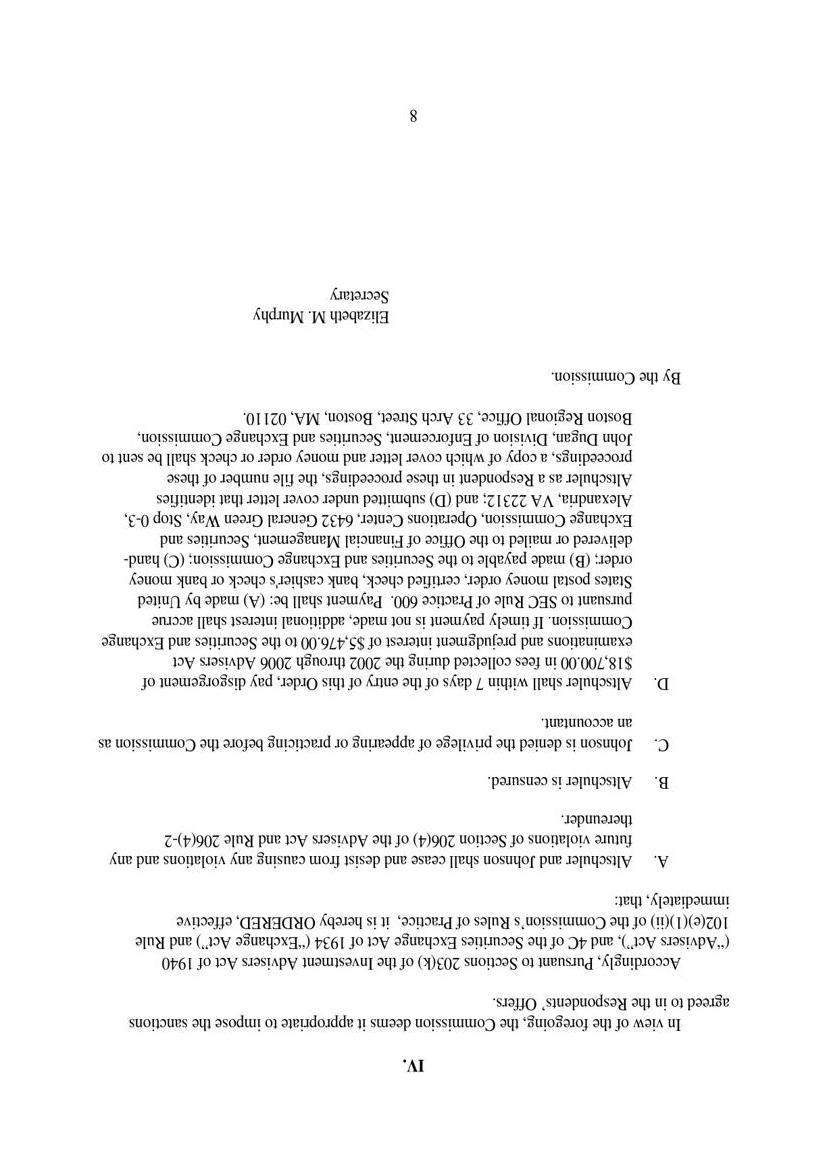 IV.
In view of the foregoing, the Commission deems it appropriate to impose the sanctions
agreed to in the Respondents' Offers.
Accordingly, Pursuant to Sections 203(k) of the Investment Advisers Act of 1940
("Advisers Act"), and 4C of the Securities Exchange Act of 1934 ("Exchange Act") and Rule
102(e)(1)(ii) of the Commission's Rules of Practice, it is hereby ORDERED, effective
immediately, that:
A. Altschuler and Johnson shall cease and desist from causing any violations and any
future violations of Section 206(4) of the Advisers Act and Rule 206(4)-2
thereunder.
B. Altschuler is censured.
C. Johnson is denied the privilege of appearing or practicing before the Commission as
an accountant.
D. Altschuler shall within 7 days of the entry of this Order, pay disgorgement of
$18,700.00 in fees collected during the 2002 through 2006 Advisers Act
examinations and prejudgment interest of $5,476.00 to the Securities and Exchange
Commission. If timely payment is not made, additional interest shall accrue
pursuant to SEC Rule of Practice 600. Payment shall be: (A) made by United
States postal money order, certified check, bank cashier's check or bank money
order; (B) made payable to the Securities and Exchange Commission; (C) hand-
delivered or mailed to the Office of Financial Management, Securities and
Exchange Commission, Operations Center, 6432 General Green Way, Stop 0-3,
Alexandria, VA 22312; and (D) submitted under cover letter that identifies
Altschuler as a Respondent in these proceedings, the file number of these
proceedings, a copy of which cover letter and money order or check shall be sent to
John Dugan, Division of Enforcement, Securities and Exchange Commission,
Boston Regional Office, 33 Arch Street, Boston, MA, 02110.
By the Commission.
Elizabeth M. Murphy
Secretary
8